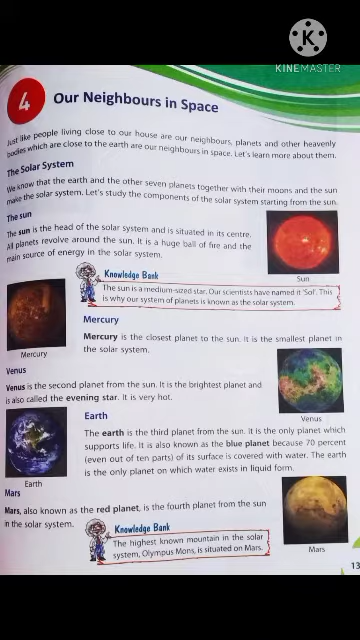 KINEMASTER
4 Our Neighbours in Space
Just like people living close to our house are our neighbours, planets and other heavenly
bodies which are close to the earth are our neighbours in space. Let's learn more about them.
The Solar System
We know that the earth and the other seven planets together with their moons and the sun
make the solar system. Let's study the components of the solar system starting from the sun.
The sun
The sun is the head of the solar system and is situated in its centre.
All planets revolve around the sun. It is a huge ball of fire and the
main source of energy in the solar system.
Sun
Knowledge Bank
The sun is a medium-sized star. Our scientists have named it 'Sol'. This
is why our system of planets is known as the solar system.
Mercury
Mercury
Mercury is the closest planet to the sun. It is the smallest planet in
the solar system.
Venus
Venus is the second planet from the sun. It is the brightest planet and
is also called the evening star. It is very hot.
Venus
Earth
The earth is the third planet from the sun. It is the only planet which
supports life. It is also known as the blue planet because 70 percent
(even out of ten parts) of its surface is covered with water. The earth
is the only planet on which water exists in liquid form.
Earth
Mars
Mars, also known as the red planet, is the fourth planet from the sun
in the solar system.
Knowledge Bank
The highest known mountain in the solar
system, Olympus Mons, is situated on Mars.
Mars
13